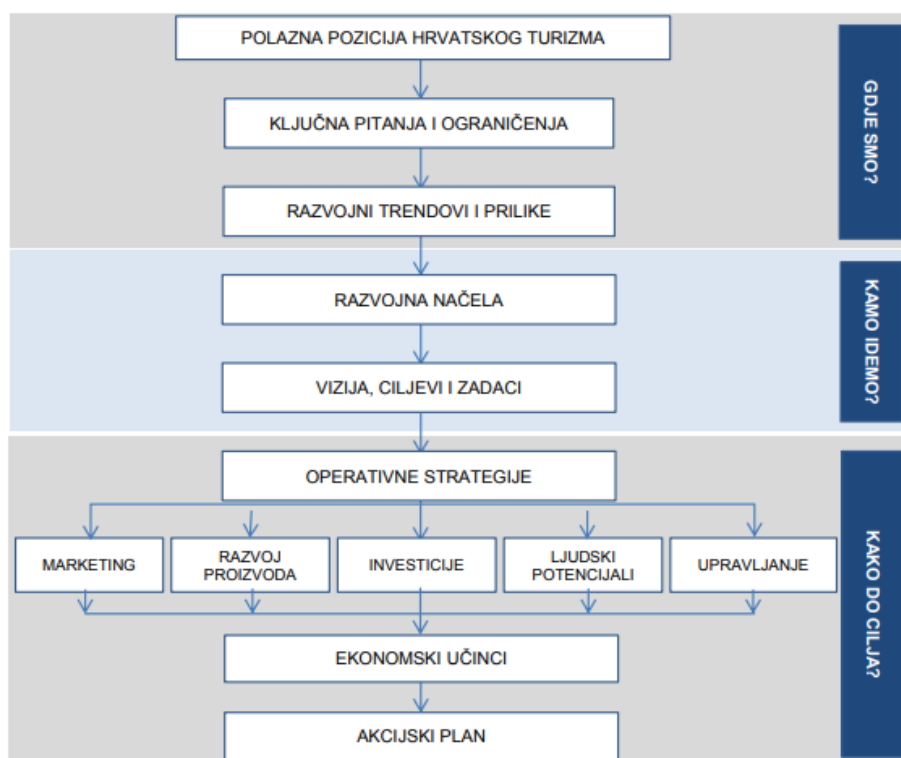 POLAZNA POZICIJA HRVATSKOG TURIZMA
KLJUČNA PITANJA I OGRANIČENJA
RAZVOJNI TRENDOVI I PRILIKE
GDJE SMO?
RAZVOJNA NAČELA
VIZIJA, CILJEVI I ZADACI
KAMO IDEMO?
OPERATIVNE STRATEGIJE
MARKETING
RAZVOJ
PROIZVODA
INVESTICIJE
LJUDSKI
POTENCIJALI
UPRAVLJANJE
EKONOMSKI UČINCI
AKCIJSKI PLAN
KAKO DO CILJA?